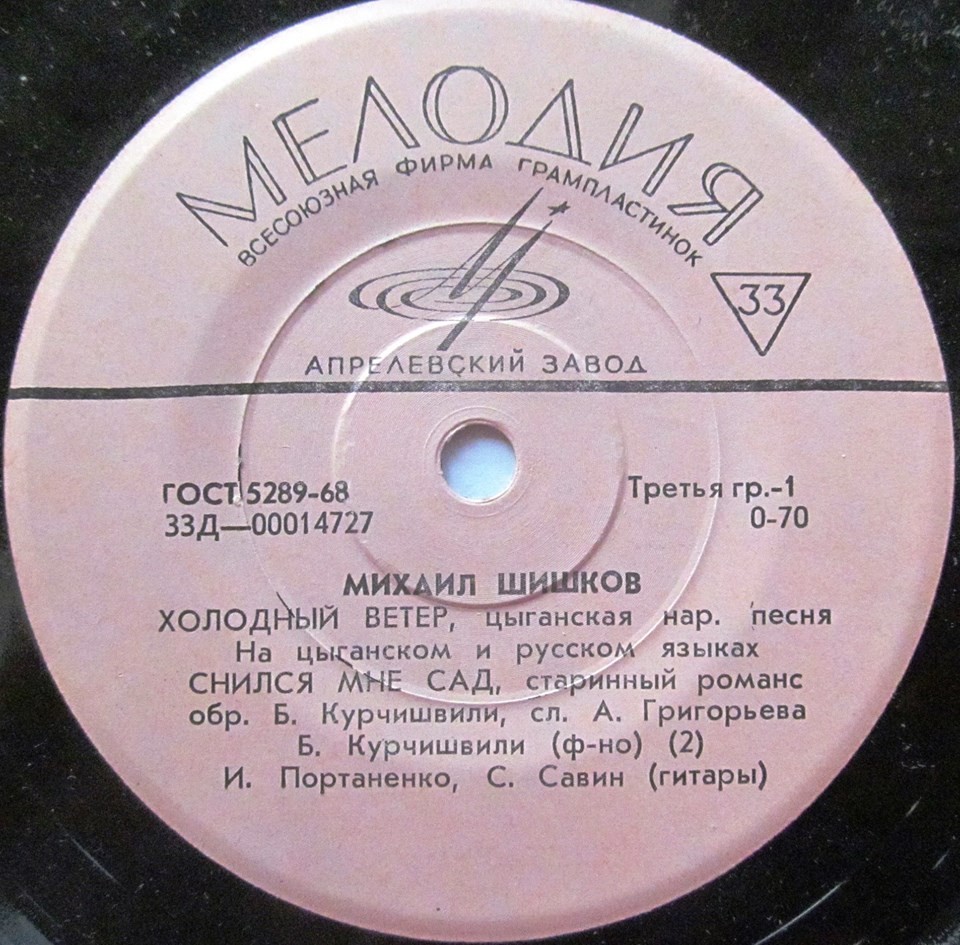 МЕЛОДИЯ
ВСЕСОЮЗНАЯ ФИРМА ГРАМПЛАСТИНОК
33
АПРЕЛЕВСКИЙ ЗАВОД
ГОСТ 5289-68
Третья гр.-1
33Д—00014727
0-70
МИХАИЛ ШИШКОВ
ХОЛОДНЫЙ ВЕТЕР, цыганская нар. песня
На цыганском и русском языках
СНИЛСЯ МНЕ САД, старинный романс
обр. Б. Курчишвили, сл. А. Григорьева
Б. Курчишвили (ф-но) (2)
И. Портаненко, С. Савин (гитары)